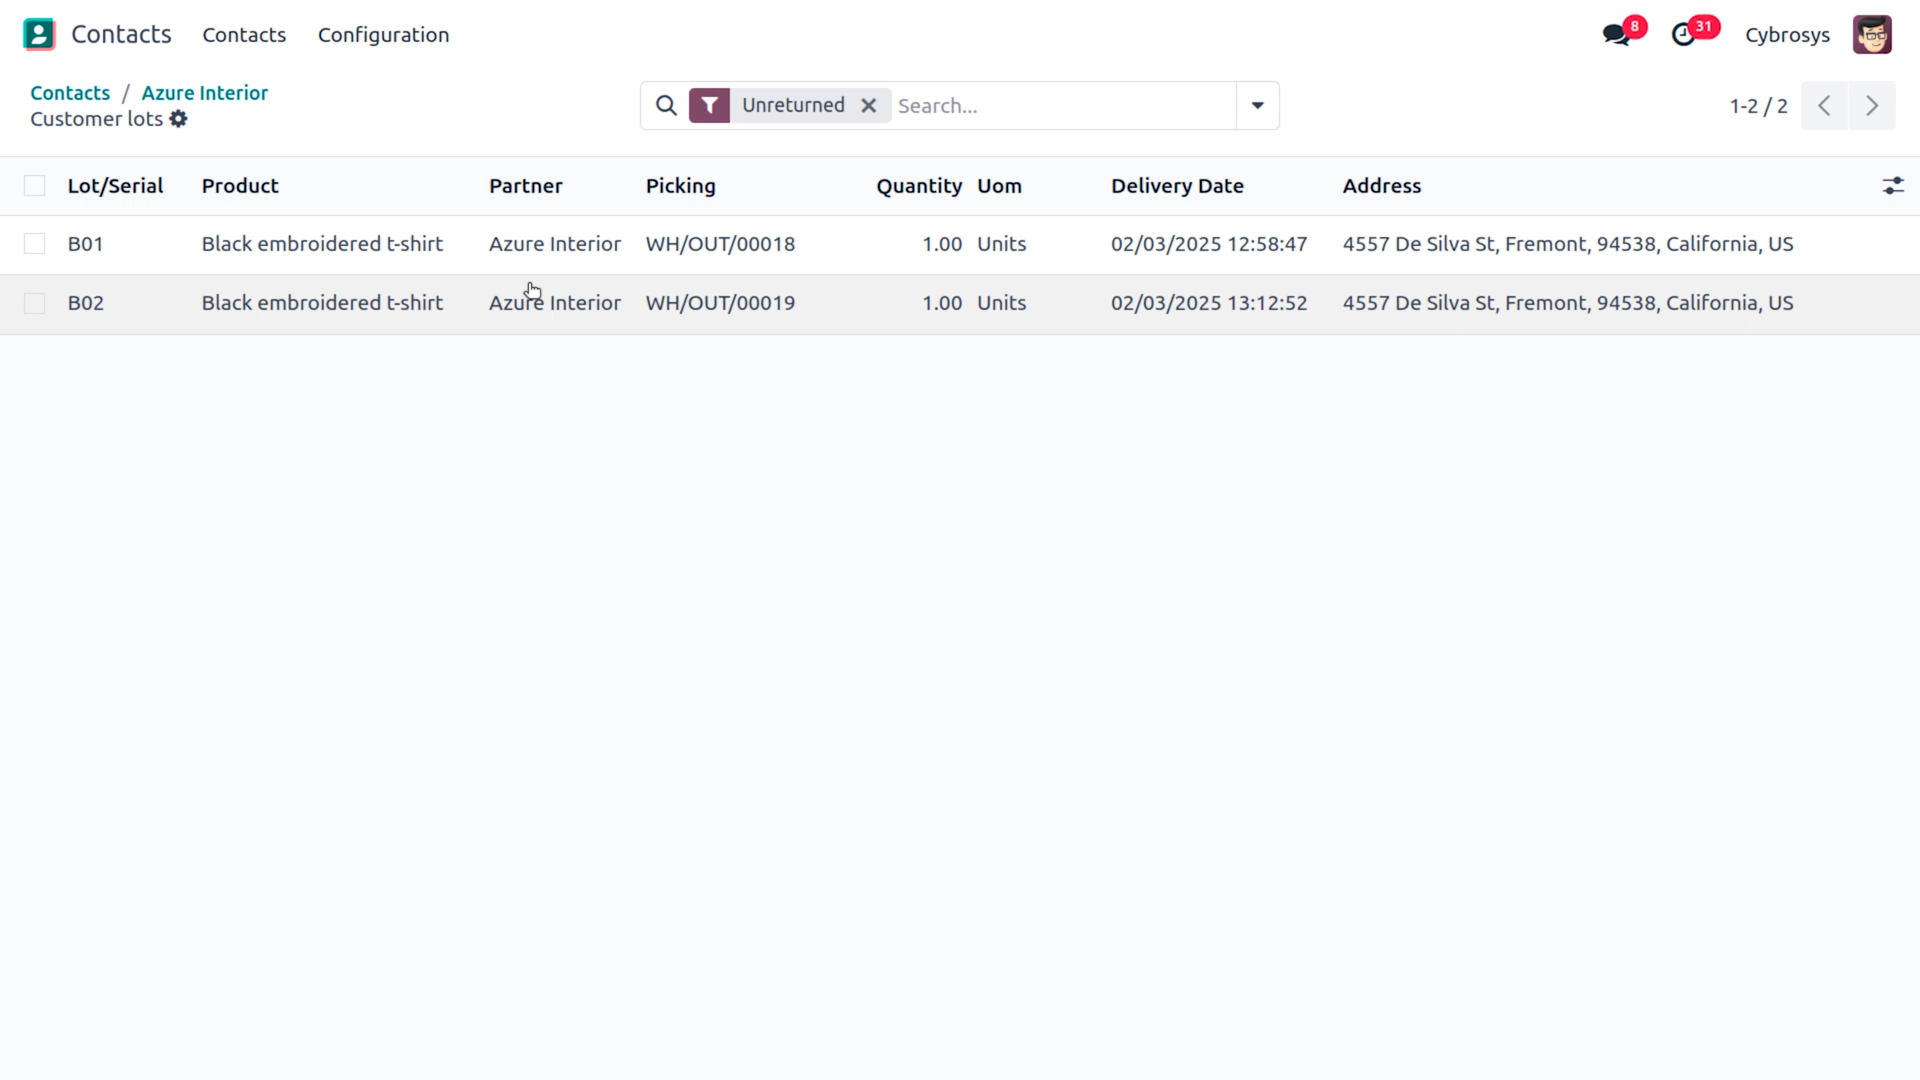 Contacts Contacts Configuration 8 31 Cybrosys
Contacts / Azure Interior
Customer lots
Unreturned Search... 1-2 / 2
Lot/Serial Product Partner Picking Quantity Uom Delivery Date Address
B01 Black embroidered t-shirt Azure Interior WH/OUT/00018 1.00 Units 02/03/2025 12:58:47 4557 De Silva St, Fremont, 94538, California, US
B02 Black embroidered t-shirt Azure Interior WH/OUT/00019 1.00 Units 02/03/2025 13:12:52 4557 De Silva St, Fremont, 94538, California, US